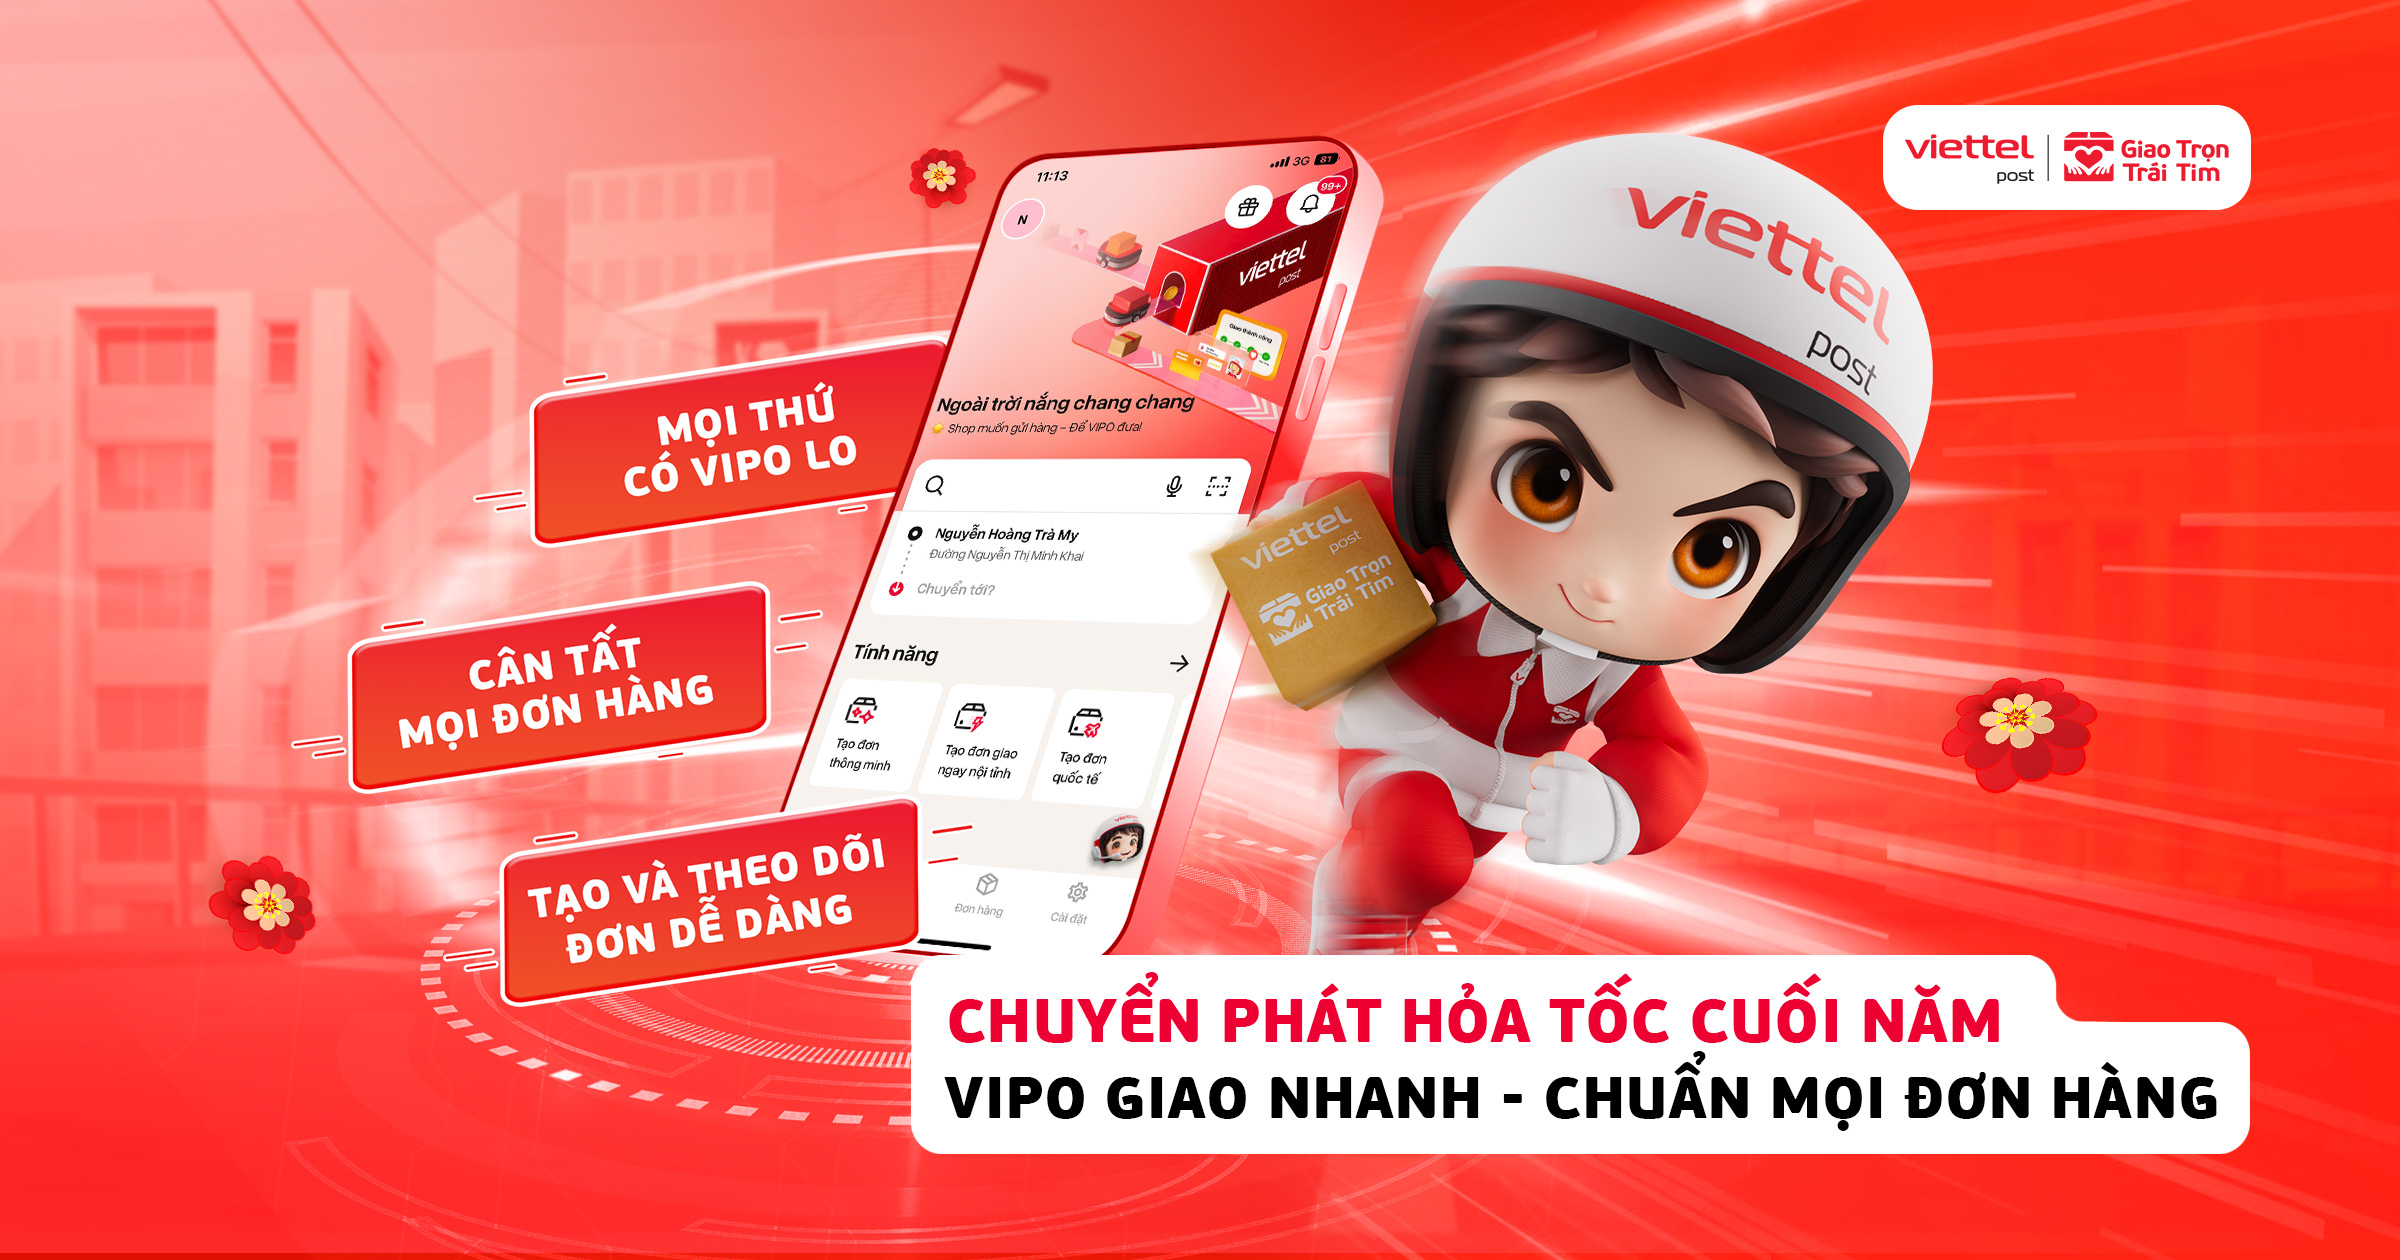 viettel
post
Giao Trọn
Trái Tim
11:13
3G
81
N
99+
viettel
post
Giao thành công
Ngoài trời nắng chang chang
Shop muốn gửi hàng – Để VIPO đưa!
Nguyễn Hoàng Trà My
Đường Nguyễn Thị Minh Khai
Chuyển tới?
Tính năng
Tạo đơn
thông minh
Tạo đơn giao
ngay nội tỉnh
Tạo đơn
quốc tế
Đơn hàng
Cài đặt
MỌI THỨ
CÓ VIPO LO
CÂN TẤT
MỌI ĐƠN HÀNG
TẠO VÀ THEO DÕI
ĐƠN DỄ DÀNG
viettel
post
viettel
post
Giao Trọn
Trái Tim
CHUYỂN PHÁT HỎA TỐC CUỐI NĂM
VIPO GIAO NHANH - CHUẨN MỌI ĐƠN HÀNG